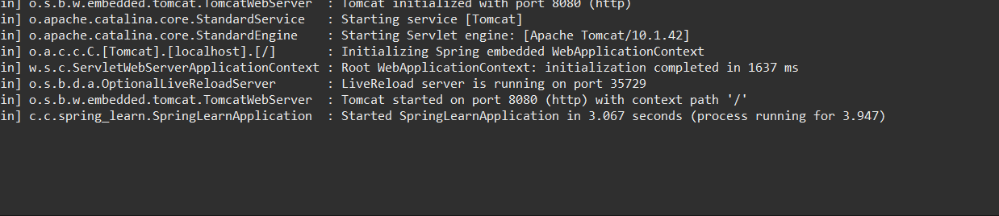 in] o.s.b.w.embedded.tomcat.TomcatWebServer : Tomcat initialized with port 8080 (http)
in] o.apache.catalina.core.StandardService : Starting service [Tomcat]
in] o.apache.catalina.core.StandardEngine : Starting Servlet engine: [Apache Tomcat/10.1.42]
in] o.a.c.c.C.[Tomcat].[localhost].[/] : Initializing Spring embedded WebApplicationContext
in] w.s.c.ServletWebServerApplicationContext : Root WebApplicationContext: initialization completed in 1637 ms
in] o.s.b.d.a.OptionalLiveReloadServer : LiveReload server is running on port 35729
in] o.s.b.w.embedded.tomcat.TomcatWebServer : Tomcat started on port 8080 (http) with context path '/'
in] c.c.spring_learn.SpringLearnApplication : Started SpringLearnApplication in 3.067 seconds (process running for 3.947)